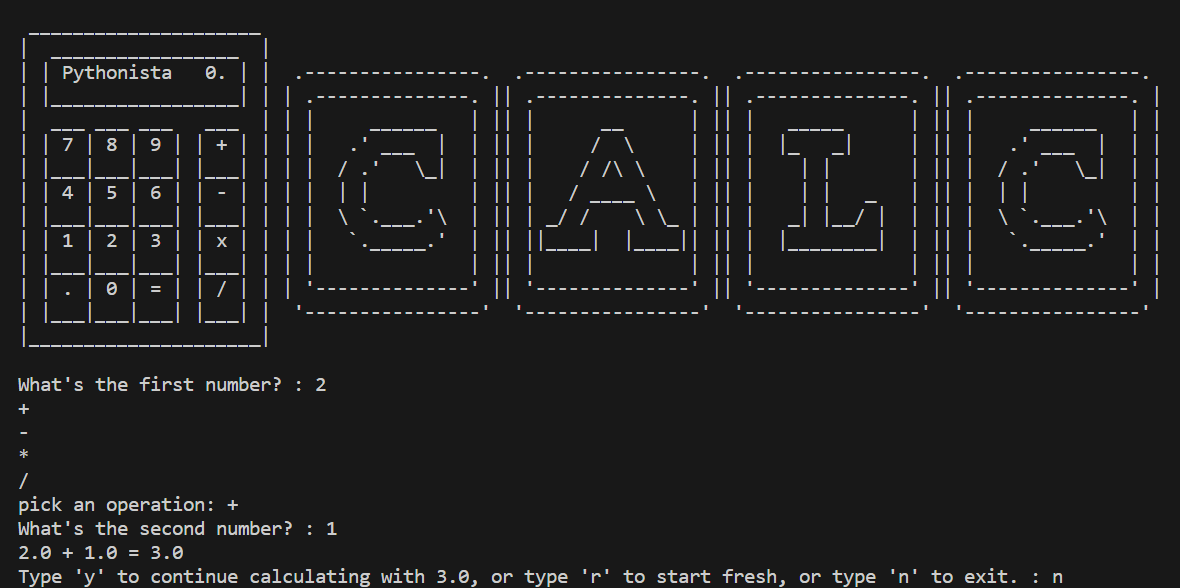 Pythonista 0.
7 8 9 +
4 5 6 -
1 2 3 x
. 0 = /
CALC
What's the first number? : 2
+
-
*
/
pick an operation: +
What's the second number? : 1
2.0 + 1.0 = 3.0
Type 'y' to continue calculating with 3.0, or type 'r' to start fresh, or type 'n' to exit. : n